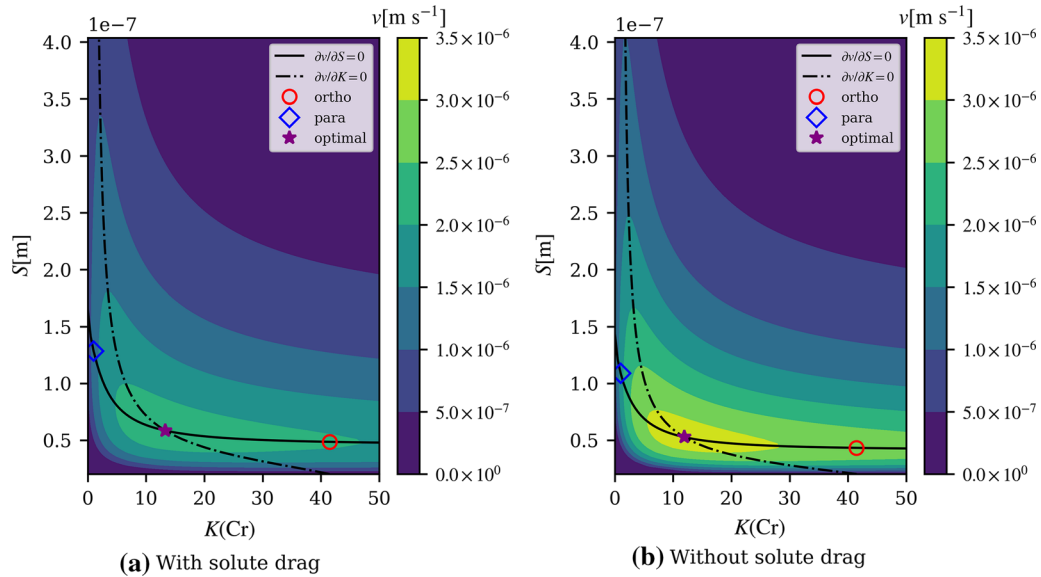 1e−7
v[m s⁻¹]
4.0
3.5
3.0
2.5
2.0
1.5
1.0
0.5
S[m]
0 10 20 30 40 50
K(Cr)
∂v/∂S=0
∂v/∂K=0
ortho
para
optimal
3.5×10⁻⁶
3.0×10⁻⁶
2.5×10⁻⁶
2.0×10⁻⁶
1.5×10⁻⁶
1.0×10⁻⁶
5.0×10⁻⁷
0.0×10⁰
(a) With solute drag
1e−7
v[m s⁻¹]
4.0
3.5
3.0
2.5
2.0
1.5
1.0
0.5
S[m]
0 10 20 30 40 50
K(Cr)
∂v/∂S=0
∂v/∂K=0
ortho
para
optimal
3.5×10⁻⁶
3.0×10⁻⁶
2.5×10⁻⁶
2.0×10⁻⁶
1.5×10⁻⁶
1.0×10⁻⁶
5.0×10⁻⁷
0.0×10⁰
(b) Without solute drag